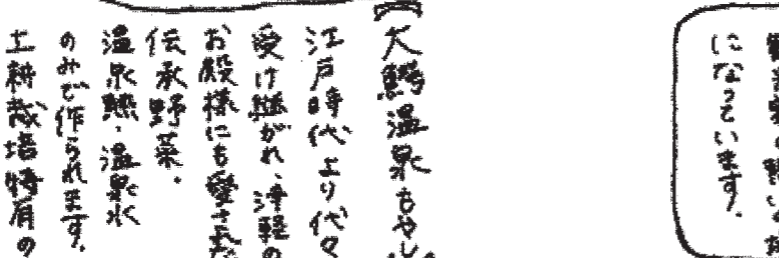 になっています。
【大鰐温泉もやし
江戸時代より代々
受け継がれ、津軽の
お殿様にも愛された
伝承野菜。
温泉熱・温泉水
のみで作られます。
土耕栽培特有の